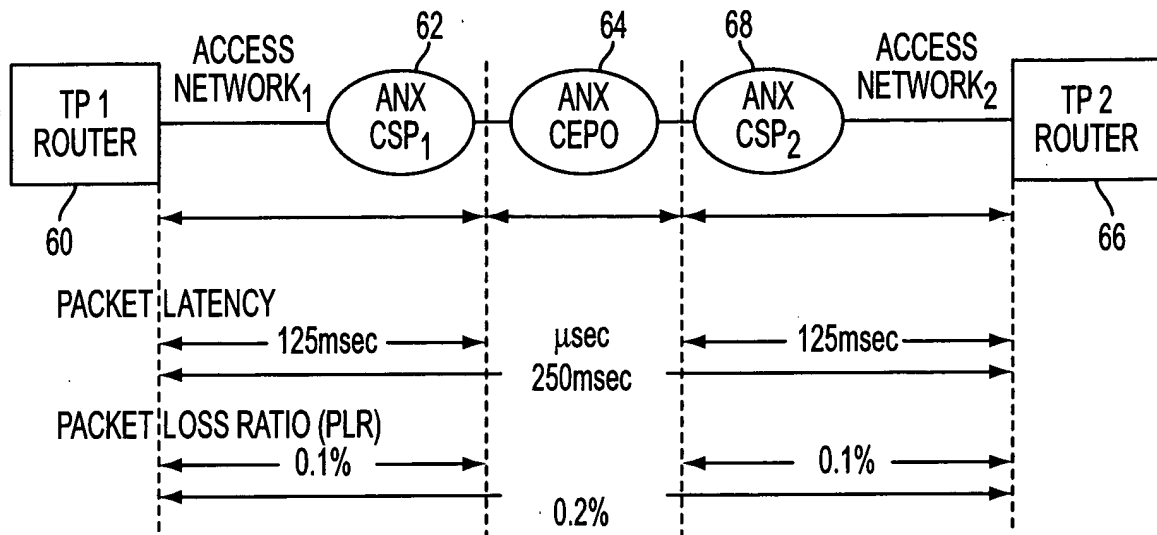 62
64
68
ACCESS
NETWORK1
ACCESS
NETWORK2
TP 1
ROUTER
ANX
CSP1
ANX
CEPO
ANX
CSP2
TP 2
ROUTER
60
66
PACKET LATENCY
125msec
μsec
125msec
250msec
PACKET LOSS RATIO (PLR)
0.1%
0.1%
0.2%